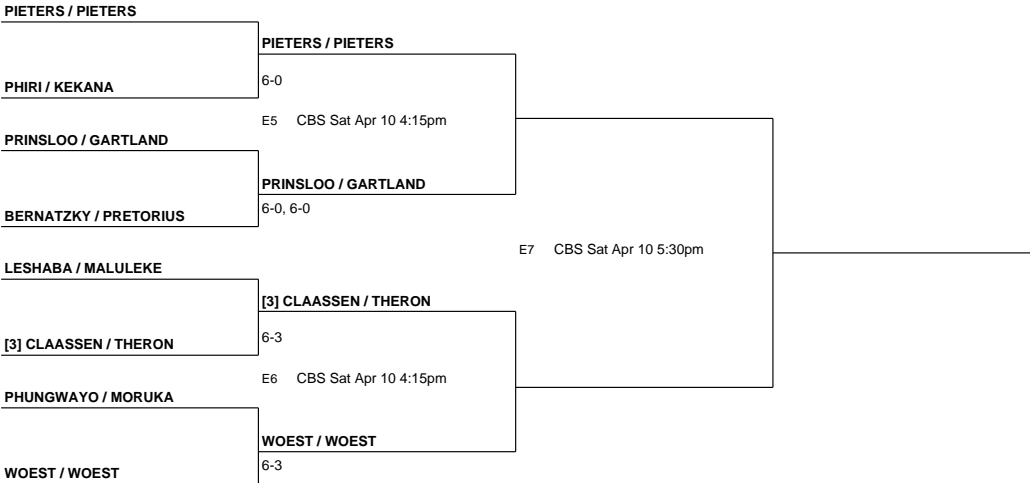 PIETERS / PIETERS
PIETERS / PIETERS
6-0
PHIRI / KEKANA
E5 CBS Sat Apr 10 4:15pm
PRINSLOO / GARTLAND
PRINSLOO / GARTLAND
6-0, 6-0
BERNATZKY / PRETORIUS
E7 CBS Sat Apr 10 5:30pm
LESHABA / MALULEKE
[3] CLAASSEN / THERON
6-3
[3] CLAASSEN / THERON
E6 CBS Sat Apr 10 4:15pm
PHUNGWAYO / MORUKA
WOEST / WOEST
6-3
WOEST / WOEST